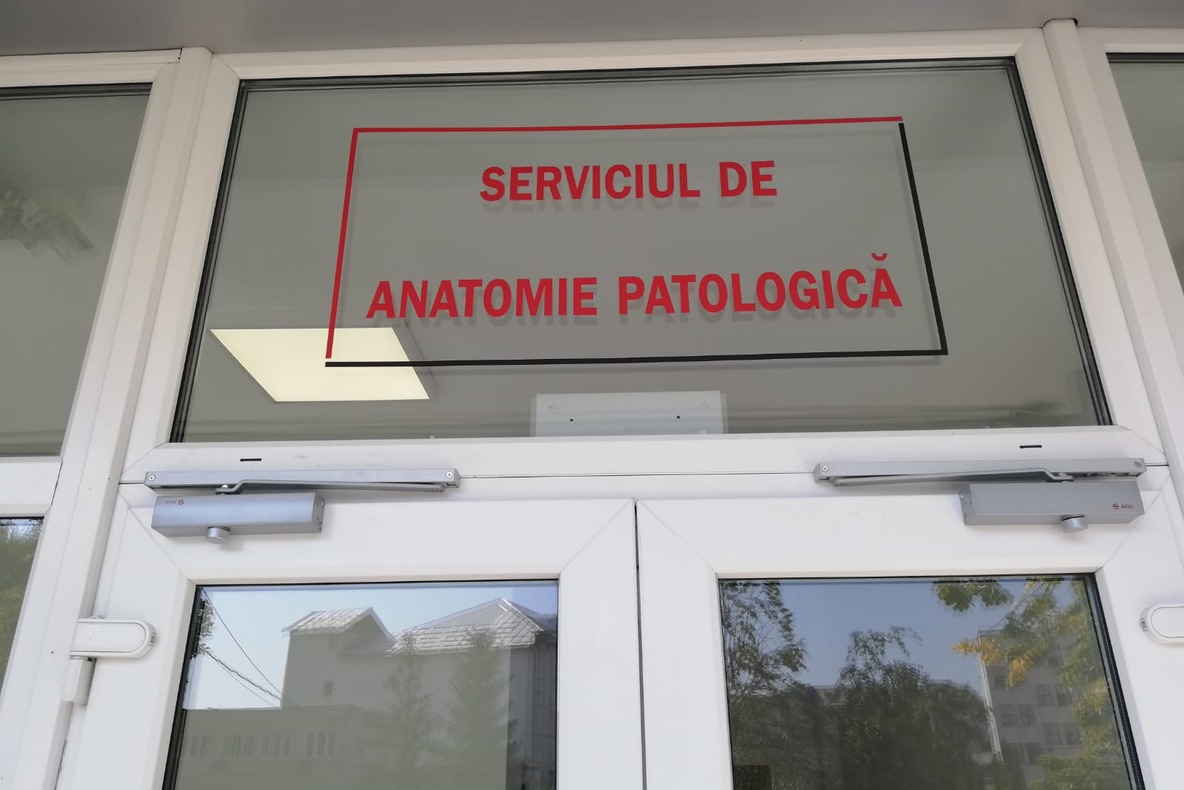 SERVICIUL DE
ANATOMIE PATOLOGICĂ